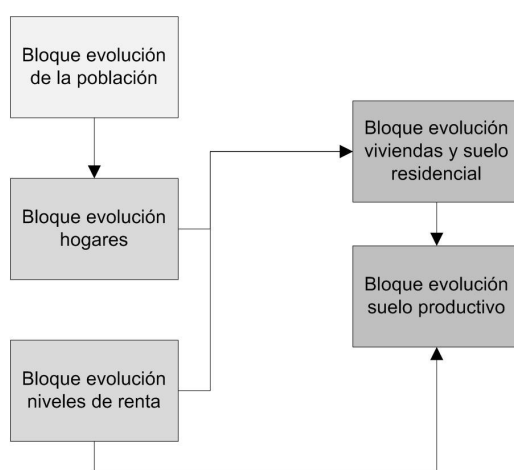 Bloque evolución
de la población
Bloque evolución
hogares
Bloque evolución
niveles de renta
Bloque evolución
viviendas y suelo
residencial
Bloque evolución
suelo productivo